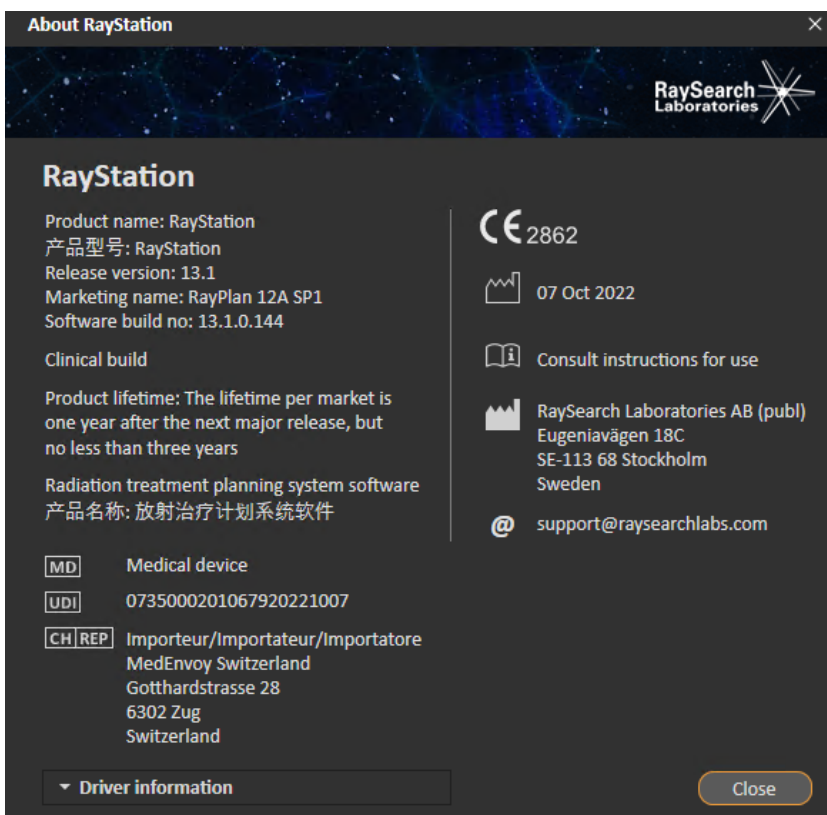 About RayStation
RaySearch
Laboratories
RayStation
Product name: RayStation
产品型号: RayStation
Release version: 13.1
Marketing name: RayPlan 12A SP1
Software build no: 13.1.0.144
Clinical build
Product lifetime: The lifetime per market is
one year after the next major release, but
no less than three years
Radiation treatment planning system software
产品名称: 放射治疗计划系统软件
CE 2862
07 Oct 2022
Consult instructions for use
RaySearch Laboratories AB (publ)
Eugeniavägen 18C
SE-113 68 Stockholm
Sweden
@ support@raysearchlabs.com
MD Medical device
UDI 0735000201067920221007
CH REP Importeur/Importateur/Importatore
MedEnvoy Switzerland
Gotthardstrasse 28
6302 Zug
Switzerland
Driver information
Close